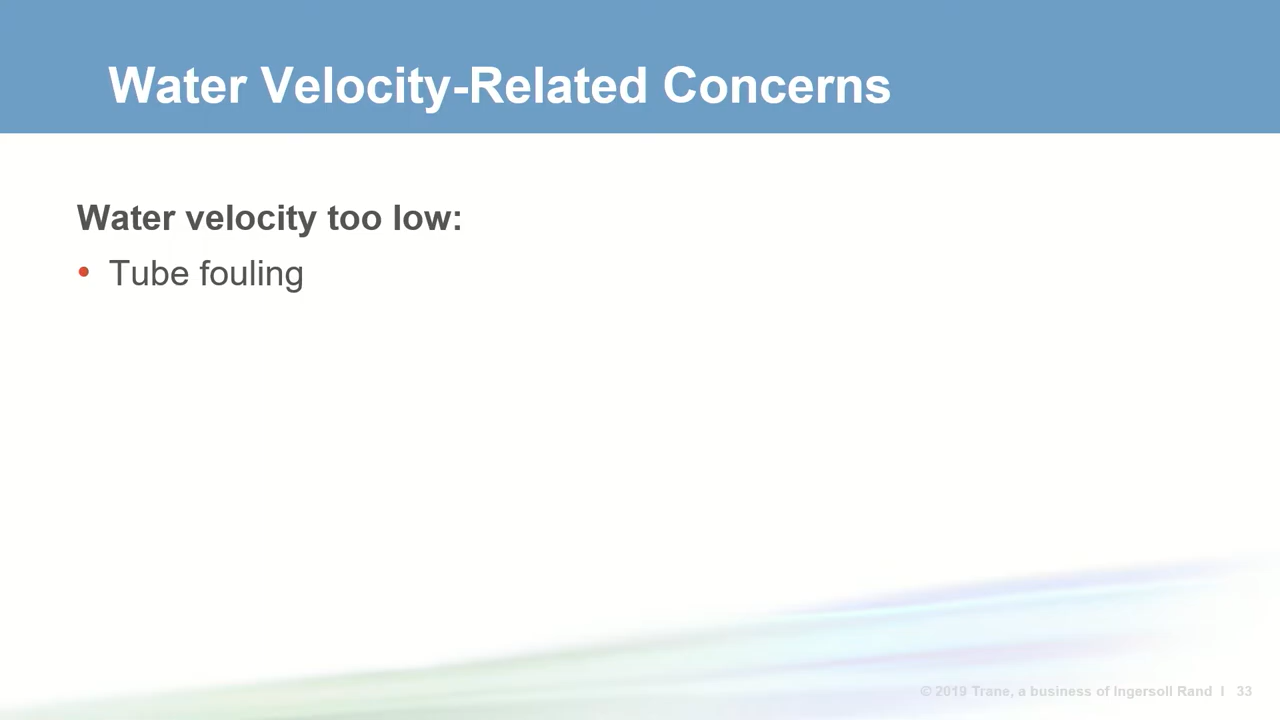 Water Velocity-Related Concerns
Water velocity too low:
• Tube fouling
© 2019 Trane, a business of Ingersoll Rand I 33